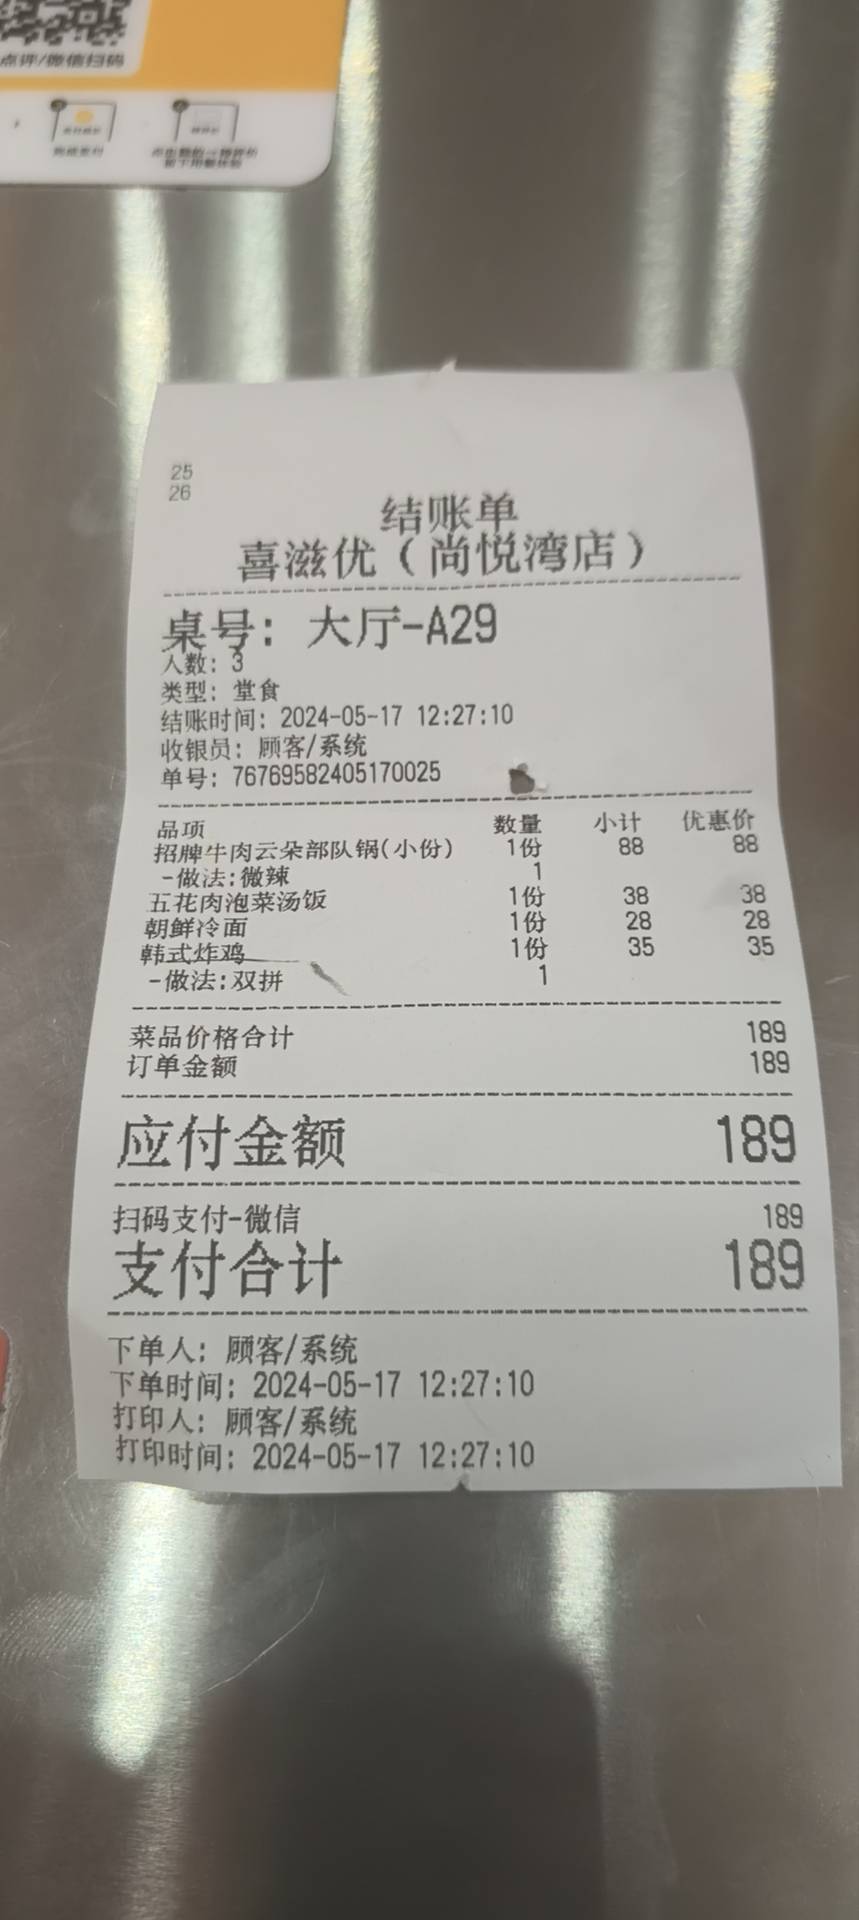 点评/微信扫码
25
26
结账单
喜滋优（尚悦湾店）
桌号: 大厅-A29
人数: 3
类型: 堂食
结账时间: 2024-05-17 12:27:10
收银员: 顾客/系统
单号: 76769582405170025
品项 数量 小计 优惠价
招牌牛肉云朵部队锅(小份) 1份 88 88
-做法:微辣 1
五花肉泡菜汤饭 1份 38 38
朝鲜冷面 1份 28 28
韩式炸鸡 1份 35 35
-做法:双拼 1
菜品价格合计 189
订单金额 189
应付金额 189
扫码支付-微信 189
支付合计 189
下单人: 顾客/系统
下单时间: 2024-05-17 12:27:10
打印人: 顾客/系统
打印时间: 2024-05-17 12:27:10